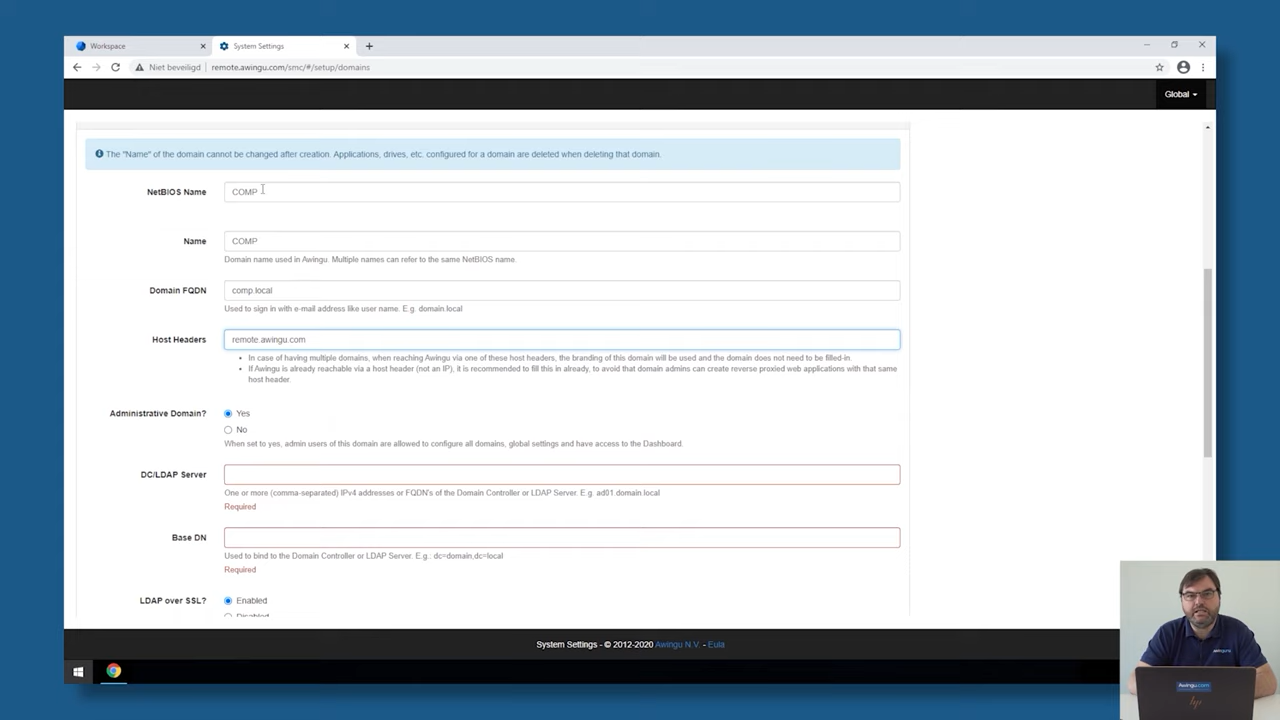 Workspace
System Settings
Niet beveiligd
remote.awingu.com/smc/#/setup/domains
Global
The "Name" of the domain cannot be changed after creation. Applications, drives, etc. configured for a domain are deleted when deleting that domain.
NetBIOS Name
COMP
Name
COMP
Domain name used in Awingu. Multiple names can refer to the same NetBIOS name.
Domain FQDN
comp.local
Used to sign in with e-mail address like user name. E.g. domain.local
Host Headers
remote.awingu.com
In case of having multiple domains, when reaching Awingu via one of these host headers, the branding of this domain will be used and the domain does not need to be filled-in.
If Awingu is already reachable via a host header (not an IP), it is recommended to fill this in already, to avoid that domain admins can create reverse proxied web applications with that same
host header.
Administrative Domain?
Yes
No
When set to yes, admin users of this domain are allowed to configure all domains, global settings and have access to the Dashboard.
DC/LDAP Server
One or more (comma-separated) IPv4 addresses or FQDN's of the Domain Controller or LDAP Server. E.g. ad01.domain.local
Required
Base DN
Used to bind to the Domain Controller or LDAP Server. E.g.: dc=domain,dc=local
Required
LDAP over SSL?
Enabled
Disabled
System Settings - © 2012-2020 Awingu N.V. - Eula
Awingu.com
hp